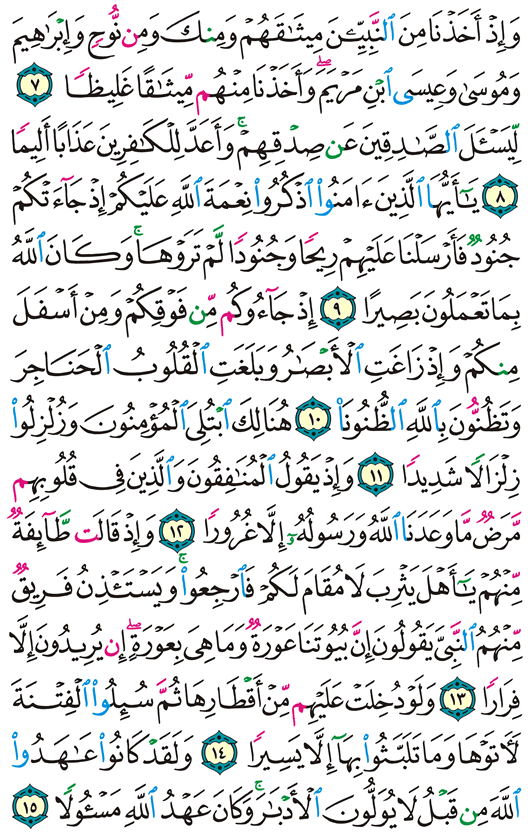 وَإِذْ أَخَذْنَا مِنَ ٱلنَّبِيِّۦنَ مِيثَٰقَهُمْ وَمِنكَ وَمِن نُّوحٍ وَإِبْرَٰهِيمَ
وَمُوسَىٰ وَعِيسَى ٱبْنِ مَرْيَمَ ۖ وَأَخَذْنَا مِنْهُم مِّيثَٰقًا غَلِيظًا ٧
لِّيَسْـَٔلَ ٱلصَّٰدِقِينَ عَن صِدْقِهِمْ ۚ وَأَعَدَّ لِلْكَٰفِرِينَ عَذَابًا أَلِيمًا
٨ يَٰٓأَيُّهَا ٱلَّذِينَ ءَامَنُوا۟ ٱذْكُرُوا۟ نِعْمَةَ ٱللَّهِ عَلَيْكُمْ إِذْ جَآءَتْكُمْ
جُنُودٌ فَأَرْسَلْنَا عَلَيْهِمْ رِيحًا وَجُنُودًا لَّمْ تَرَوْهَا ۚ وَكَانَ ٱللَّهُ
بِمَا تَعْمَلُونَ بَصِيرًا ٩ إِذْ جَآءُوكُم مِّن فَوْقِكُمْ وَمِنْ أَسْفَلَ
مِنكُمْ وَإِذْ زَاغَتِ ٱلْأَبْصَٰرُ وَبَلَغَتِ ٱلْقُلُوبُ ٱلْحَنَاجِرَ
وَتَظُنُّونَ بِٱللَّهِ ٱلظُّنُونَا۠ ١٠ هُنَالِكَ ٱبْتُلِىَ ٱلْمُؤْمِنُونَ وَزُلْزِلُوا۟
زِلْزَالًا شَدِيدًا ١١ وَإِذْ يَقُولُ ٱلْمُنَٰفِقُونَ وَٱلَّذِينَ فِى قُلُوبِهِم
مَّرَضٌ مَّا وَعَدَنَا ٱللَّهُ وَرَسُولُهُۥٓ إِلَّا غُرُورًا ١٢ وَإِذْ قَالَت طَّآئِفَةٌ
مِّنْهُمْ يَٰٓأَهْلَ يَثْرِبَ لَا مُقَامَ لَكُمْ فَٱرْجِعُوا۟ ۚ وَيَسْتَـْٔذِنُ فَرِيقٌ
مِّنْهُمُ ٱلنَّبِىَّ يَقُولُونَ إِنَّ بُيُوتَنَا عَوْرَةٌ وَمَا هِىَ بِعَوْرَةٍ ۖ إِن يُرِيدُونَ إِلَّا
فِرَارًا ١٣ وَلَوْ دُخِلَتْ عَلَيْهِم مِّنْ أَقْطَارِهَا ثُمَّ سُئِلُوا۟ ٱلْفِتْنَةَ
لَـَٔاتَوْهَا وَمَا تَلَبَّثُوا۟ بِهَآ إِلَّا يَسِيرًا ١٤ وَلَقَدْ كَانُوا۟ عَٰهَدُوا۟
ٱللَّهَ مِن قَبْلُ لَا يُوَلُّونَ ٱلْأَدْبَٰرَ ۚ وَكَانَ عَهْدُ ٱللَّهِ مَسْـُٔولًا ١٥